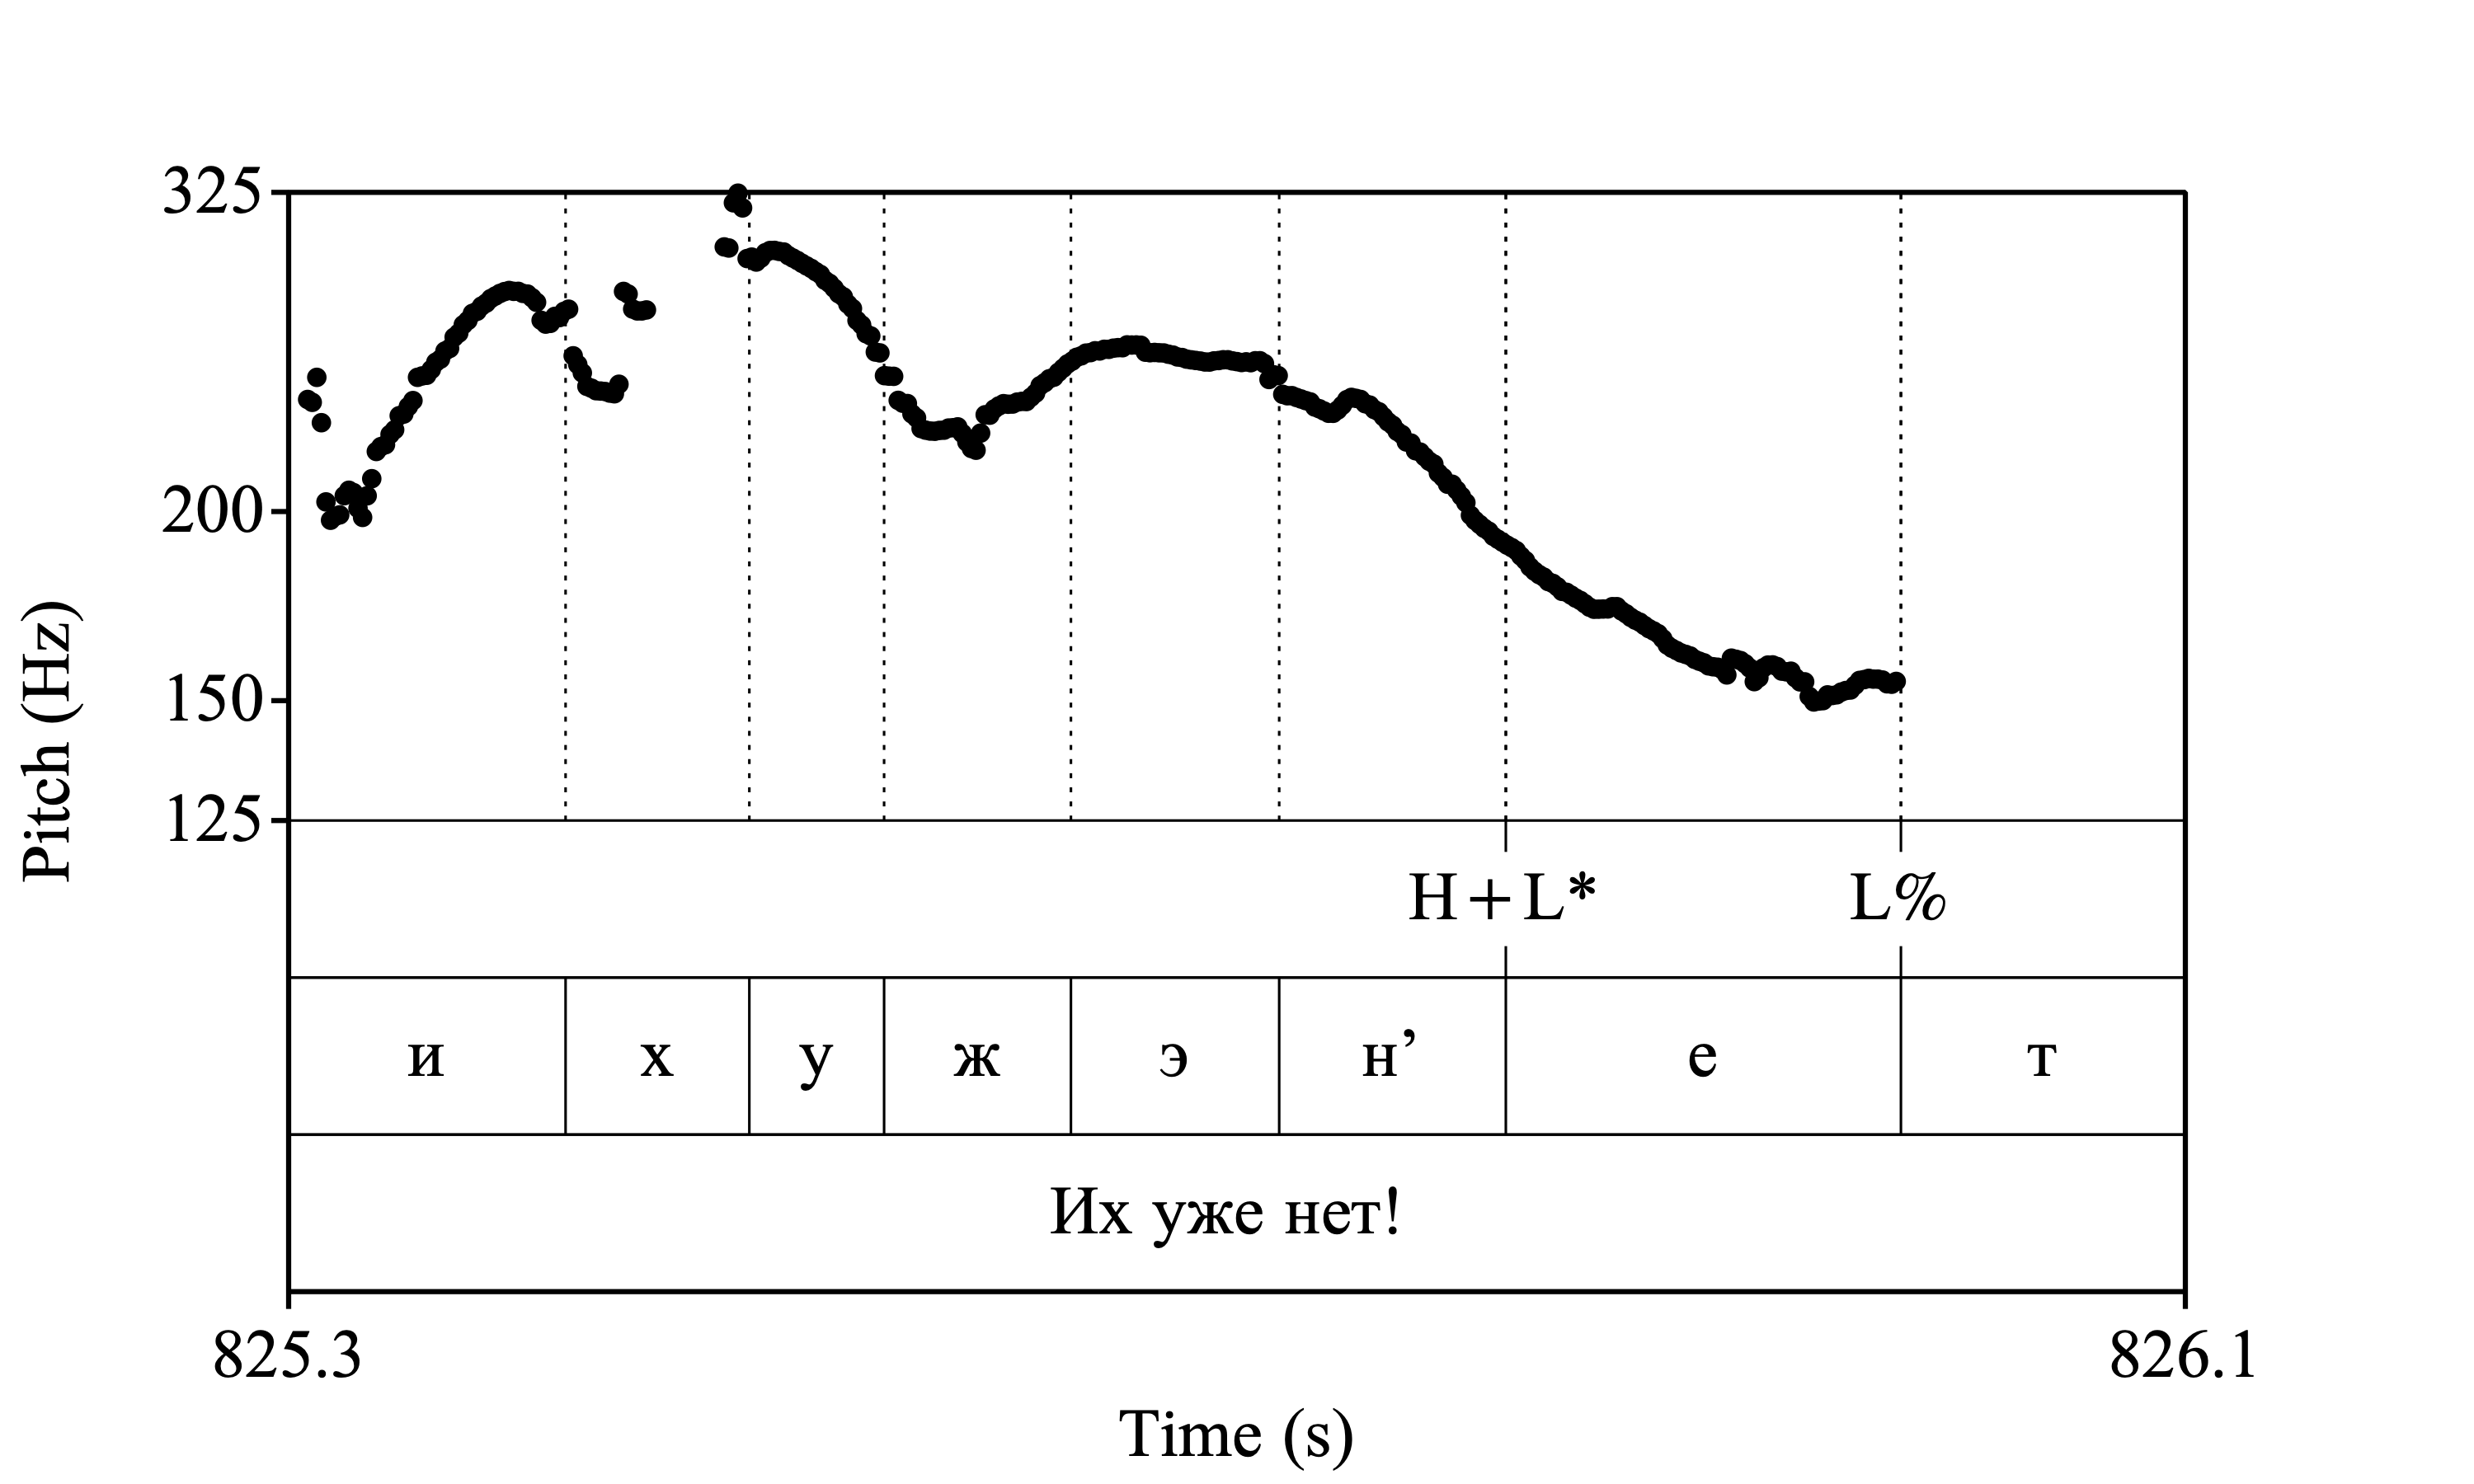 325
200
150
125
Pitch (Hz)
H+L* L%
и х у ж э н’ е т
Их уже нет!
825.3 826.1
Time (s)